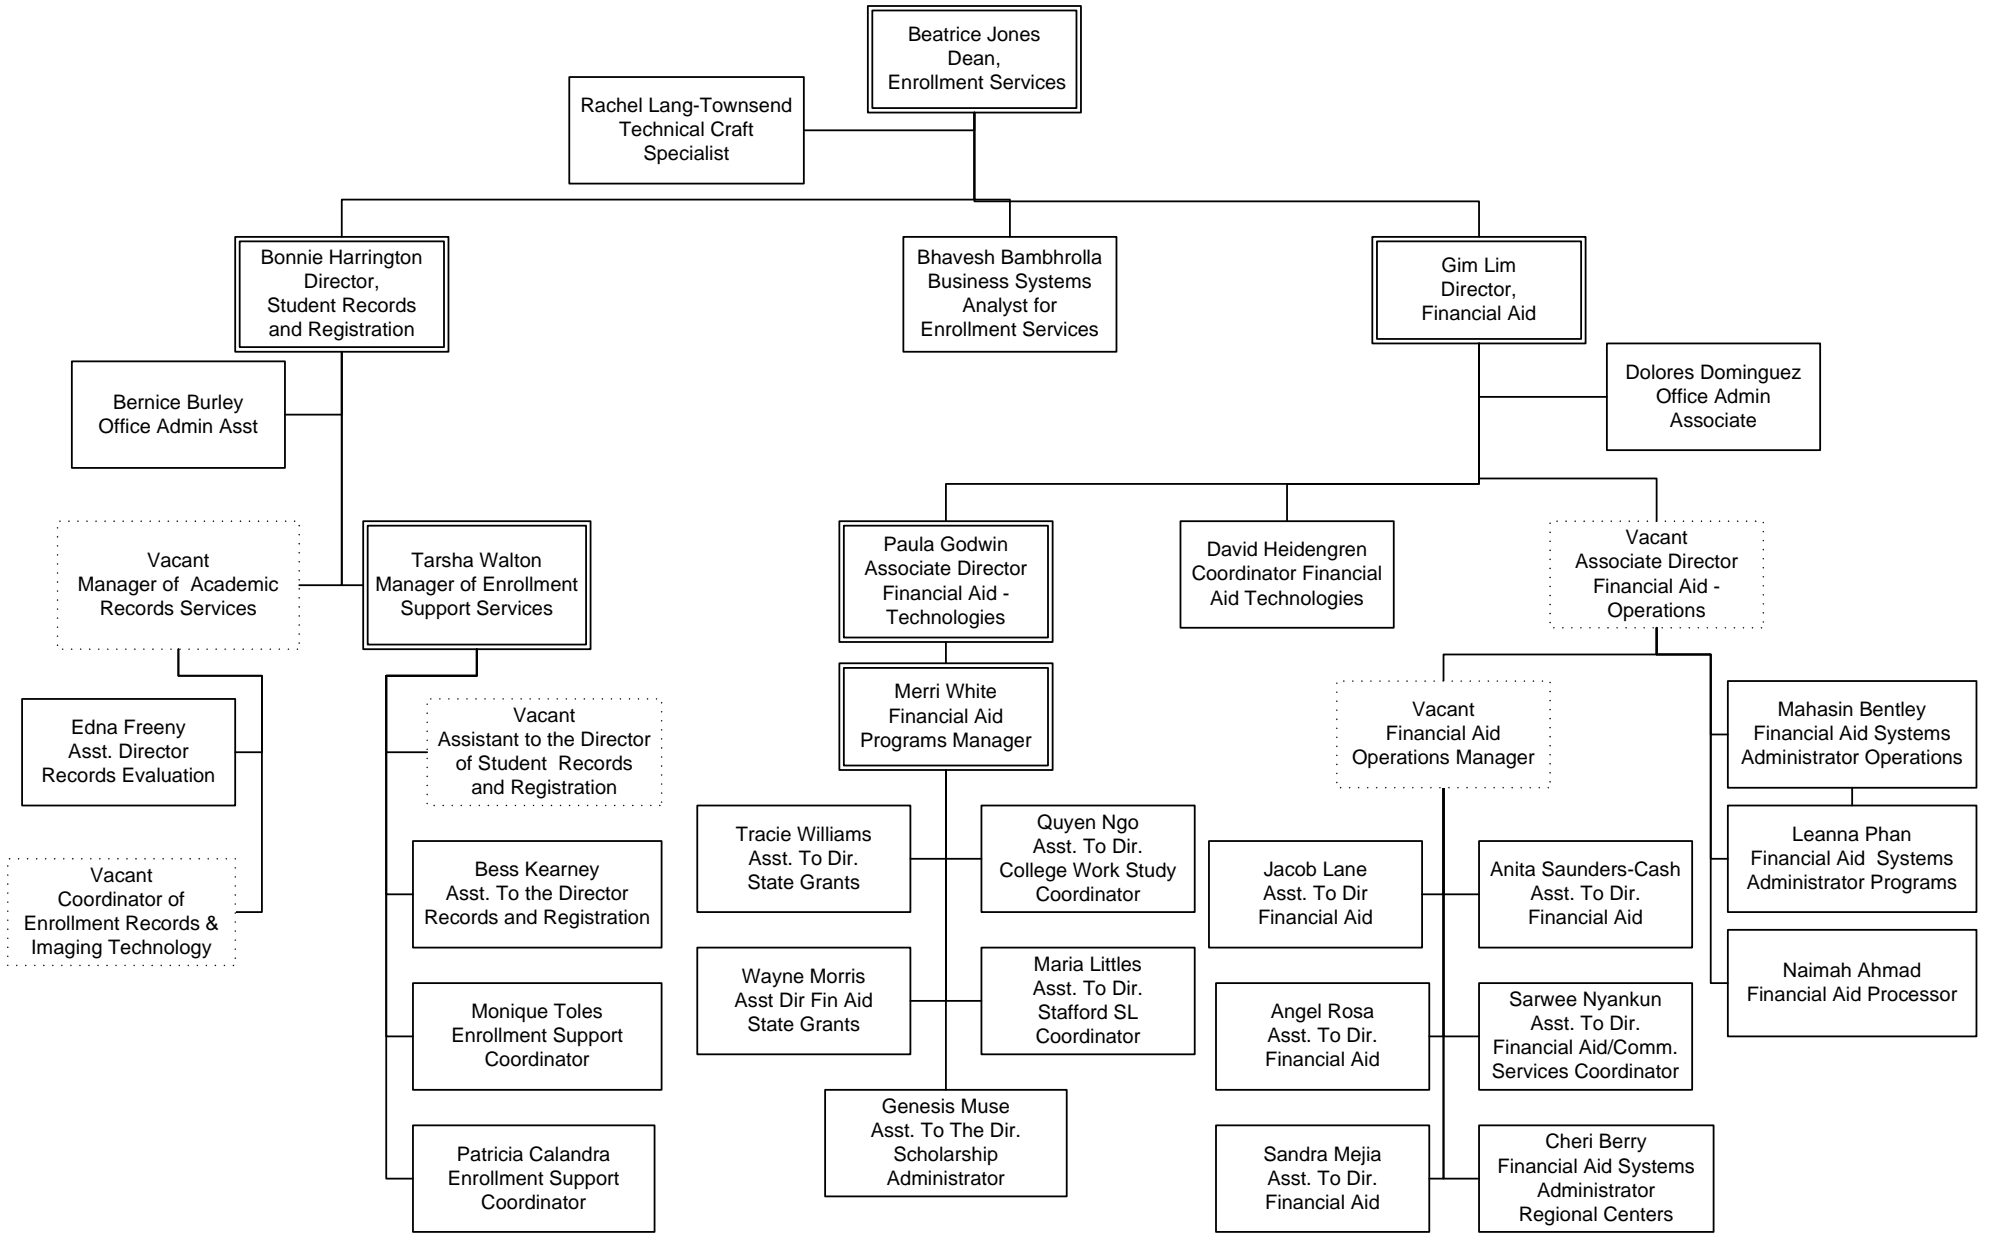 Beatrice Jones
Dean,
Enrollment Services
Rachel Lang-Townsend
Technical Craft
Specialist
Bonnie Harrington
Director,
Student Records
and Registration
Bhavesh Bambhrolla
Business Systems
Analyst for
Enrollment Services
Gim Lim
Director,
Financial Aid
Bernice Burley
Office Admin Asst
Dolores Dominguez
Office Admin
Associate
Vacant
Manager of Academic
Records Services
Tarsha Walton
Manager of Enrollment
Support Services
Paula Godwin
Associate Director
Financial Aid -
Technologies
David Heidengren
Coordinator Financial
Aid Technologies
Vacant
Associate Director
Financial Aid -
Operations
Edna Freeny
Asst. Director
Records Evaluation
Vacant
Coordinator of
Enrollment Records &
Imaging Technology
Vacant
Assistant to the Director
of Student Records
and Registration
Bess Kearney
Asst. To the Director
Records and Registration
Monique Toles
Enrollment Support
Coordinator
Patricia Calandra
Enrollment Support
Coordinator
Merri White
Financial Aid
Programs Manager
Tracie Williams
Asst. To Dir.
State Grants
Quyen Ngo
Asst. To Dir.
College Work Study
Coordinator
Wayne Morris
Asst Dir Fin Aid
State Grants
Maria Littles
Asst. To Dir.
Stafford SL
Coordinator
Genesis Muse
Asst. To The Dir.
Scholarship
Administrator
Vacant
Financial Aid
Operations Manager
Jacob Lane
Asst. To Dir
Financial Aid
Anita Saunders-Cash
Asst. To Dir.
Financial Aid
Angel Rosa
Asst. To Dir.
Financial Aid
Sarwee Nyankun
Asst. To Dir.
Financial Aid/Comm.
Services Coordinator
Sandra Mejia
Asst. To Dir.
Financial Aid
Cheri Berry
Financial Aid Systems
Administrator
Regional Centers
Mahasin Bentley
Financial Aid Systems
Administrator Operations
Leanna Phan
Financial Aid Systems
Administrator Programs
Naimah Ahmad
Financial Aid Processor